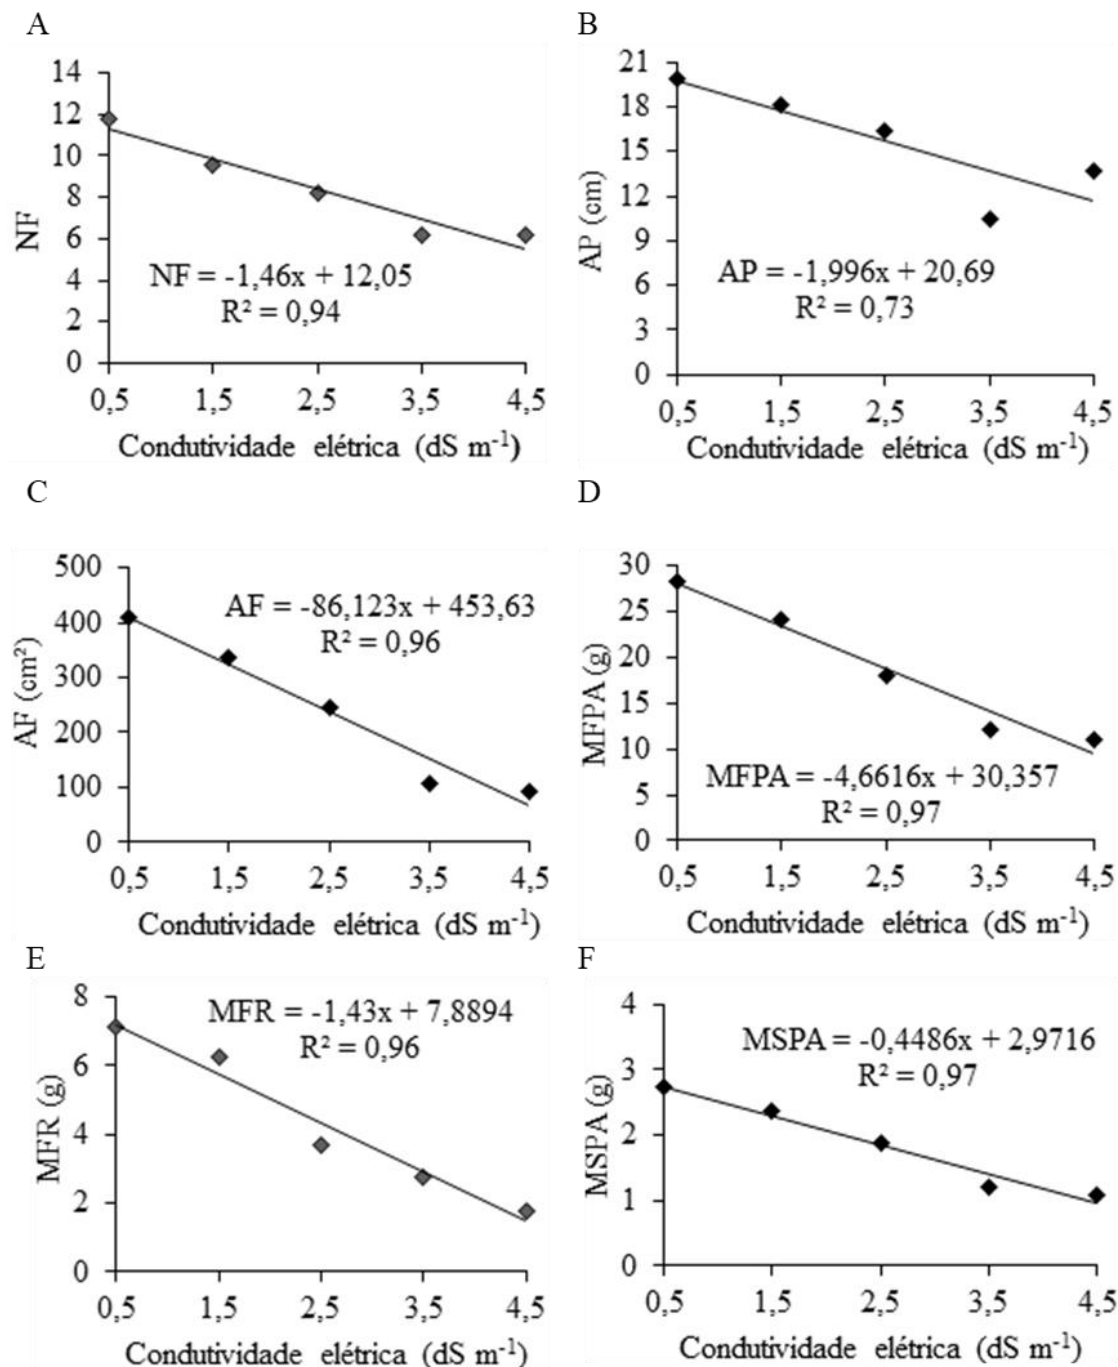 A
14
12
10
8
6
4
2
0
NF
NF = -1,46x + 12,05
R² = 0,94
0,5 1,5 2,5 3,5 4,5
Condutividade elétrica (dS m-1)
B
21
18
15
12
9
6
3
0
AP (cm)
AP = -1,996x + 20,69
R² = 0,73
0,5 1,5 2,5 3,5 4,5
Condutividade elétrica (dS m-1)
C
500
400
300
200
100
0
AF (cm²)
AF = -86,123x + 453,63
R² = 0,96
0,5 1,5 2,5 3,5 4,5
Condutividade elétrica (dS m-1)
D
30
25
20
15
10
5
0
MFPA (g)
MFPA = -4,6616x + 30,357
R² = 0,97
0,5 1,5 2,5 3,5 4,5
Condutividade elétrica (dS m-1)
E
8
6
4
2
0
MFR (g)
MFR = -1,43x + 7,8894
R² = 0,96
0,5 1,5 2,5 3,5 4,5
Condutividade elétrica (dS m-1)
F
4
3
2
1
0
MSPA (g)
MSPA = -0,4486x + 2,9716
R² = 0,97
0,5 1,5 2,5 3,5 4,5
Condutividade elétrica (dS m-1)